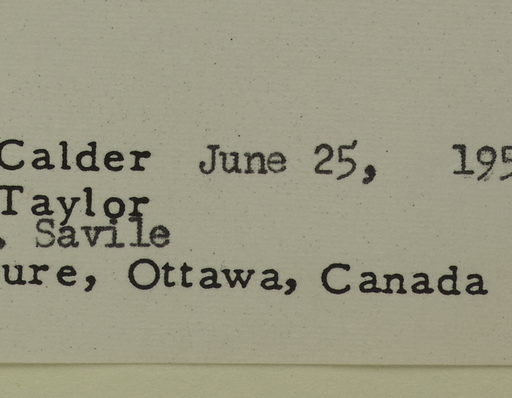 Calder June 25, 195
Taylor
. Savile
ure, Ottawa, Canada